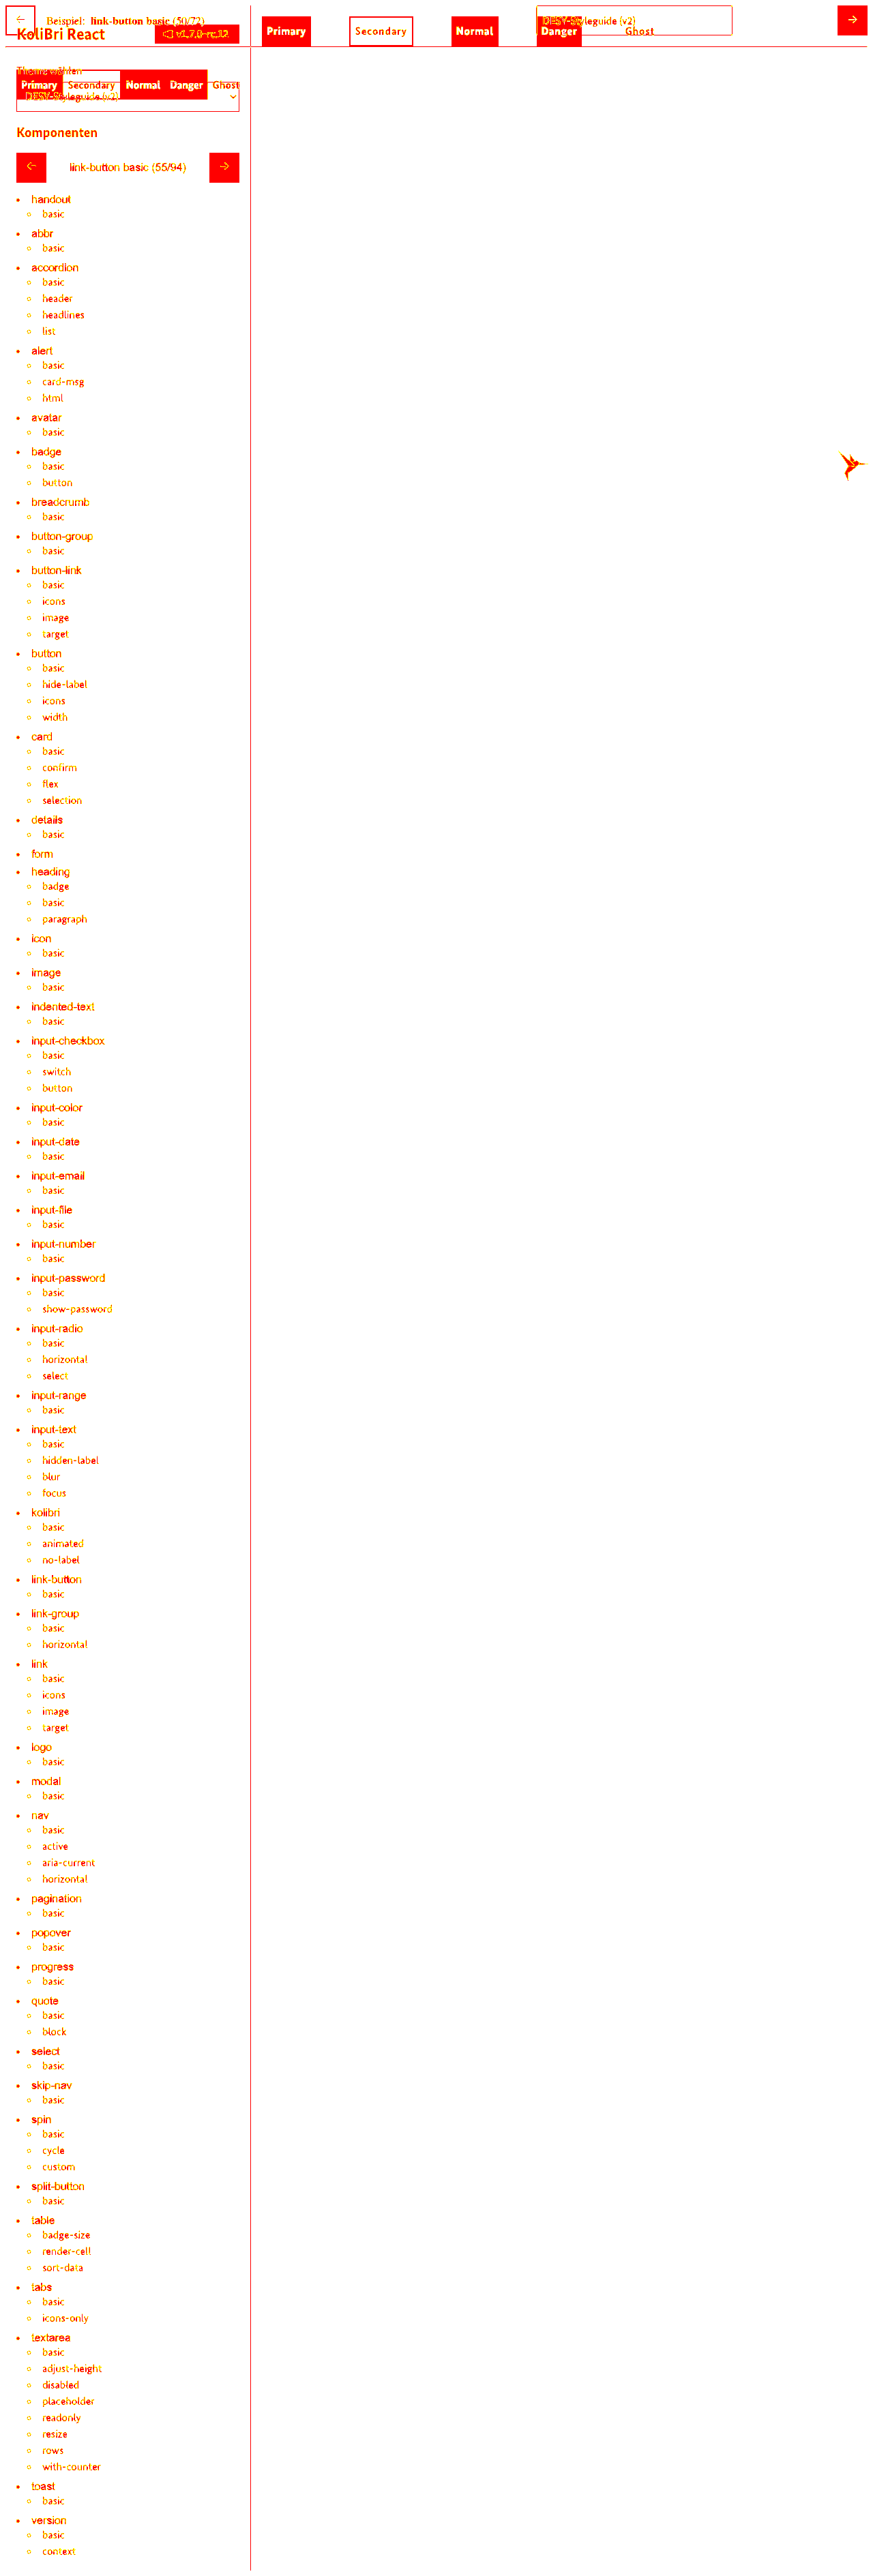 ← Beispiel: link-button basic (50/72)
KoliBri React
v1.7.0-rc.12
Primary
Secondary
Normal
DESY-Styleguide (v2)
Danger
Ghost
→
Theme wählen
Primary
Secondary
Normal
Danger
Ghost
Komponenten
← link-button basic (55/94) →
handout
basic
abbr
basic
accordion
basic
header
headlines
list
alert
basic
card-msg
html
avatar
basic
badge
basic
button
breadcrumb
basic
button-group
basic
button-link
basic
icons
image
target
button
basic
hide-label
icons
width
card
basic
confirm
flex
selection
details
basic
form
heading
badge
basic
paragraph
icon
basic
image
basic
indented-text
basic
input-checkbox
basic
switch
button
input-color
basic
input-date
basic
input-email
basic
input-file
basic
input-number
basic
input-password
basic
show-password
input-radio
basic
horizontal
select
input-range
basic
input-text
basic
hidden-label
blur
focus
kolibri
basic
animated
no-label
link-button
basic
link-group
basic
horizontal
link
basic
icons
image
target
logo
basic
modal
basic
nav
basic
active
aria-current
horizontal
pagination
basic
popover
basic
progress
basic
quote
basic
block
select
basic
skip-nav
basic
spin
basic
cycle
custom
split-button
basic
table
badge-size
render-cell
sort-data
tabs
basic
icons-only
textarea
basic
adjust-height
disabled
placeholder
readonly
resize
rows
with-counter
toast
basic
version
basic
context